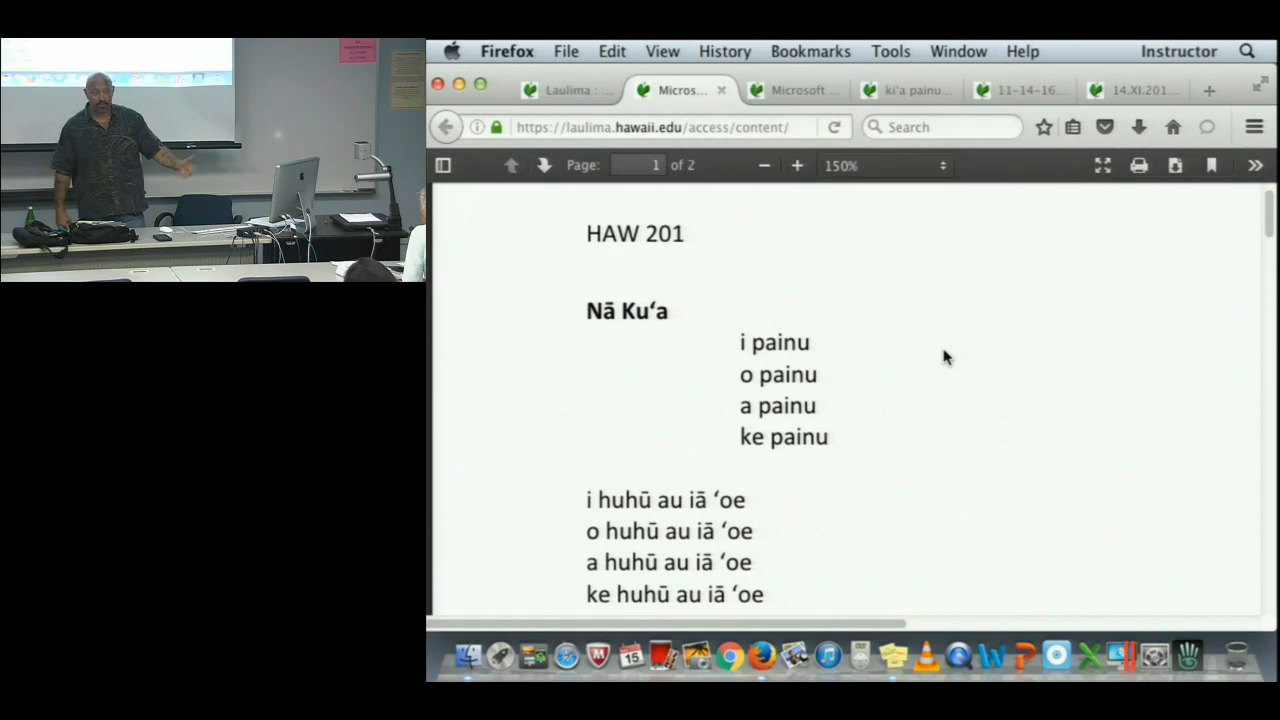 Firefox File Edit View History Bookmarks Tools Window Help Instructor
Laulima : ... Micros... Microsoft ... kiʻa painu... 11-14-16... 14.XI.201...
https://laulima.hawaii.edu/access/content/ Search
Page: 1 of 2 150%
HAW 201
Nā Kuʻa
i painu
o painu
a painu
ke painu
i huhū au iā ʻoe
o huhū au iā ʻoe
a huhū au iā ʻoe
ke huhū au iā ʻoe
15